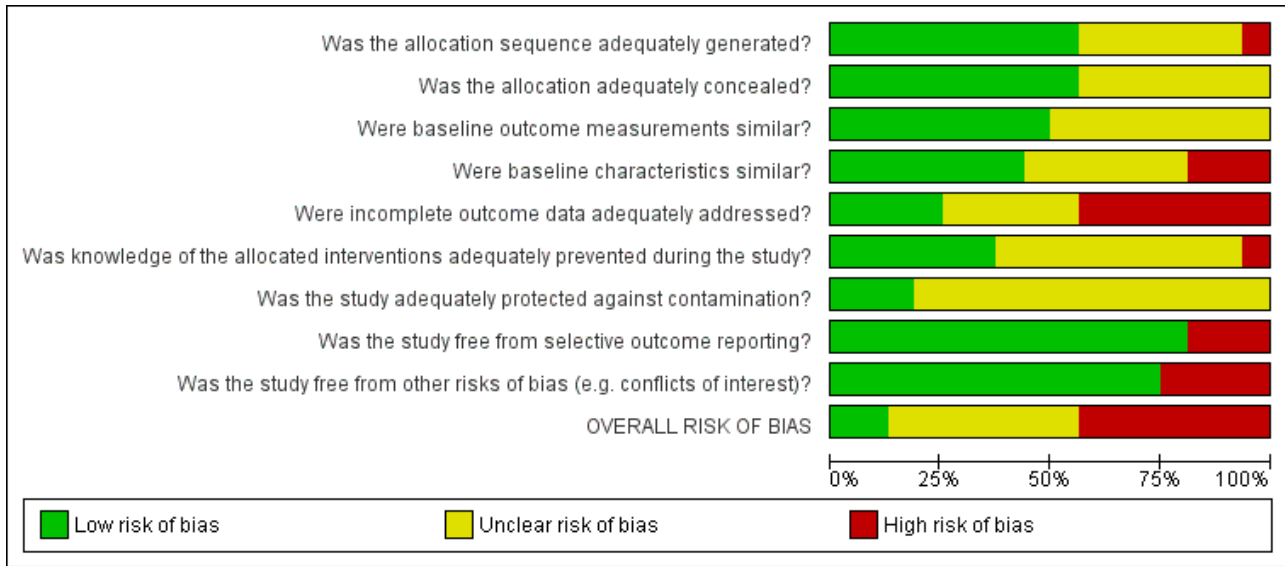 Was the allocation sequence adequately generated?
Was the allocation adequately concealed?
Were baseline outcome measurements similar?
Were baseline characteristics similar?
Were incomplete outcome data adequately addressed?
Was knowledge of the allocated interventions adequately prevented during the study?
Was the study adequately protected against contamination?
Was the study free from selective outcome reporting?
Was the study free from other risks of bias (e.g. conflicts of interest)?
OVERALL RISK OF BIAS
0% 25% 50% 75% 100%
Low risk of bias Unclear risk of bias High risk of bias